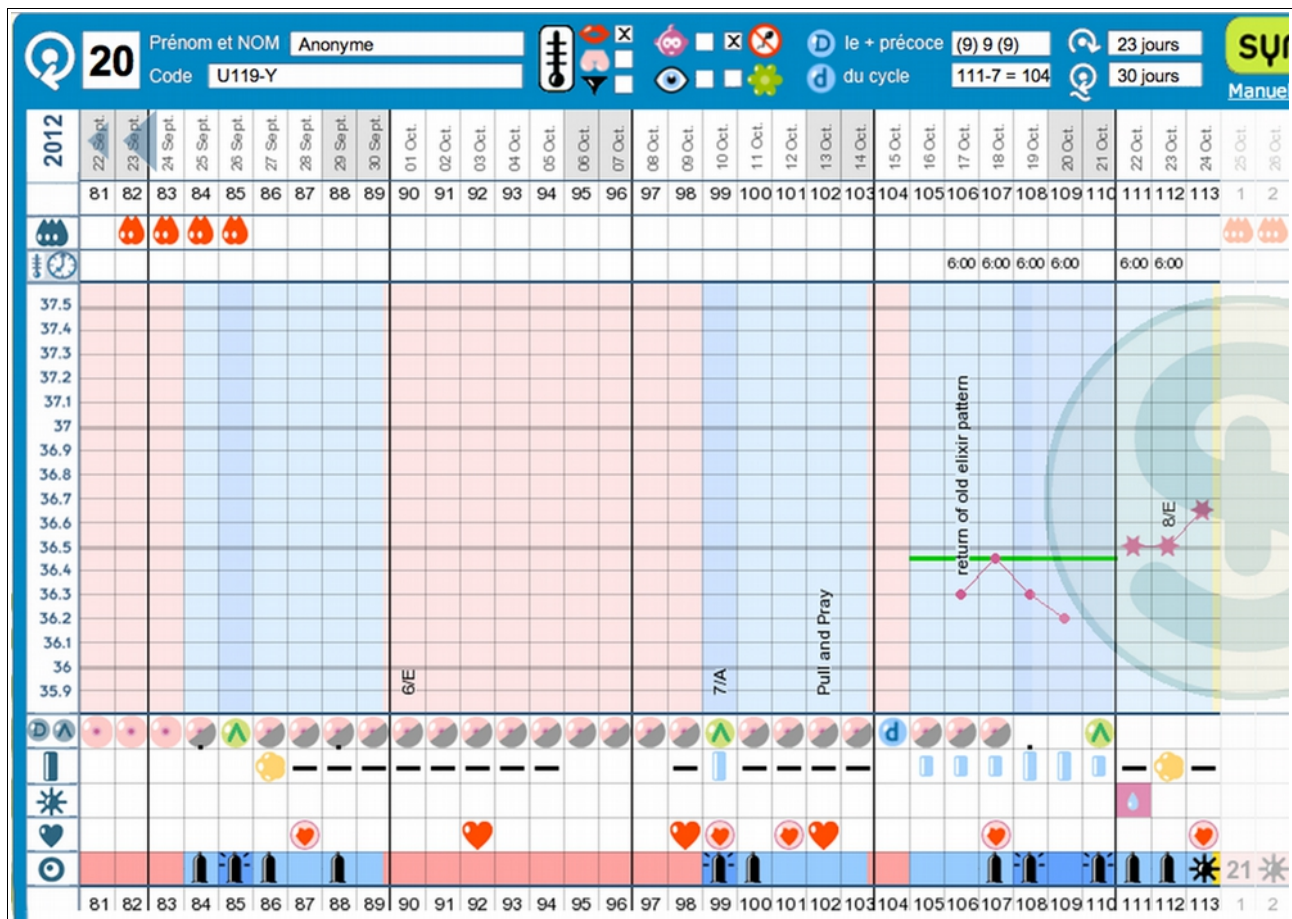 20
Prénom et NOM Anonyme
Code U119-Y
X
X
D le + précoce (9) 9 (9)
d du cycle 111-7 = 104
23 jours
30 jours
Manuel
2012 22 Sept. 23 Sept. 24 Sept. 25 Sept. 26 Sept. 27 Sept. 28 Sept. 29 Sept. 30 Sept. 01 Oct. 02 Oct. 03 Oct. 04 Oct. 05 Oct. 06 Oct. 07 Oct. 08 Oct. 09 Oct. 10 Oct. 11 Oct. 12 Oct. 13 Oct. 14 Oct. 15 Oct. 16 Oct. 17 Oct. 18 Oct. 19 Oct. 20 Oct. 21 Oct. 22 Oct. 23 Oct. 24 Oct. 25 Oct. 26 Oct.
81 82 83 84 85 86 87 88 89 90 91 92 93 94 95 96 97 98 99 100 101 102 103 104 105 106 107 108 109 110 111 112 113 1 2
6:00 6:00 6:00 6:00 6:00 6:00
37.5
37.4
37.3
37.2
37.1
37
36.9
36.8
36.7
36.6
36.5
36.4
36.3
36.2
36.1
36
35.9
6/E
7/A
Pull and Pray
return of old elixir pattern
8/E
D
d
21
81 82 83 84 85 86 87 88 89 90 91 92 93 94 95 96 97 98 99 100 101 102 103 104 105 106 107 108 109 110 111 112 113 1 2